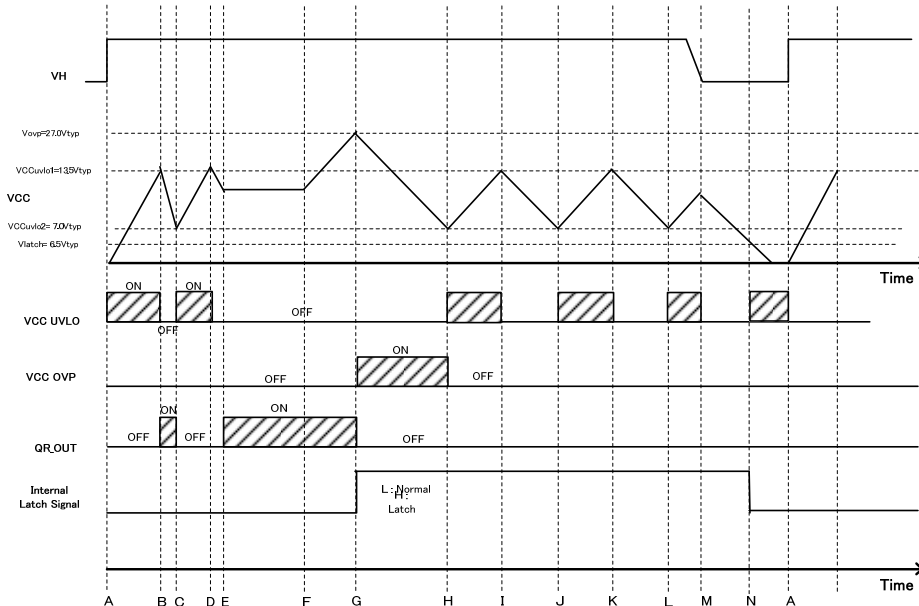 VH
Vovp=27.0Vtyp
VCCuvlo1=13.5Vtyp
VCC
VCCuvlo2= 7.0Vtyp
Vlatch= 6.5Vtyp
Time
ON ON
VCC UVLO
OFF OFF
ON
VCC OVP
OFF OFF
ON ON
OFF OFF OFF
QR_OUT
Internal
Latch Signal
L : Normal
H :
Latch
Time
A B C D E F G H I J K L M N A